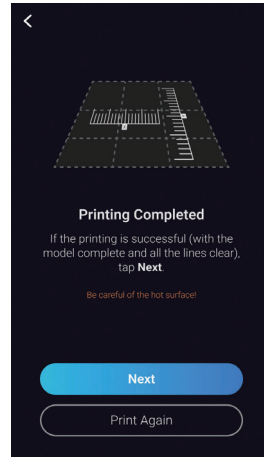 Printing Completed
If the printing is successful (with the
model complete and all the lines clear),
tap Next.
Be careful of the hot surface!
Next
Print Again